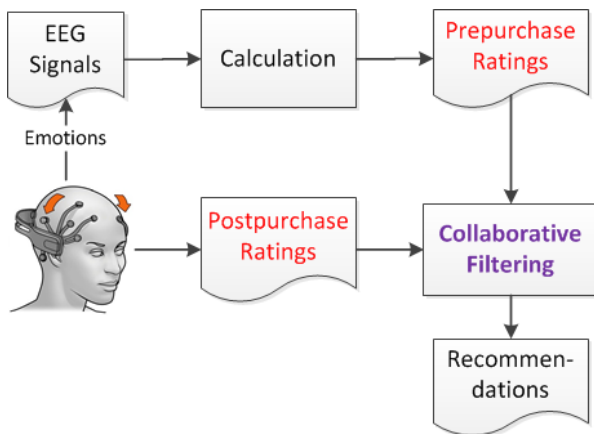 EEG
Signals
Calculation
Prepurchase
Ratings
Emotions
Postpurchase
Ratings
Collaborative
Filtering
Recommen-
dations